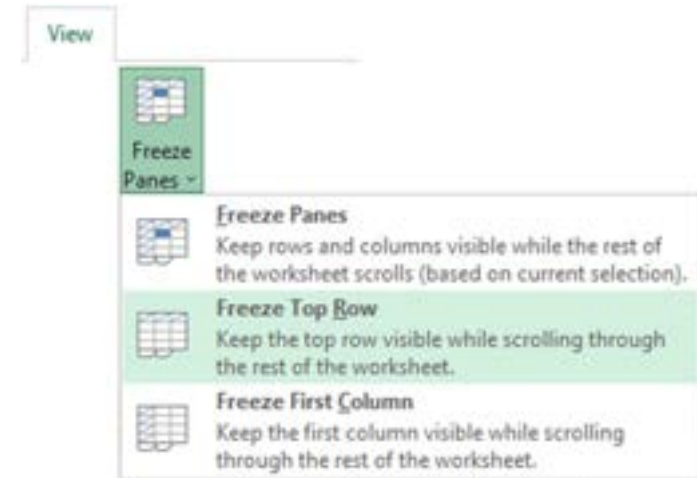 View
Freeze
Panes
Freeze Panes
Keep rows and columns visible while the rest of
the worksheet scrolls (based on current selection).
Freeze Top Row
Keep the top row visible while scrolling through
the rest of the worksheet.
Freeze First Column
Keep the first column visible while scrolling
through the rest of the worksheet.